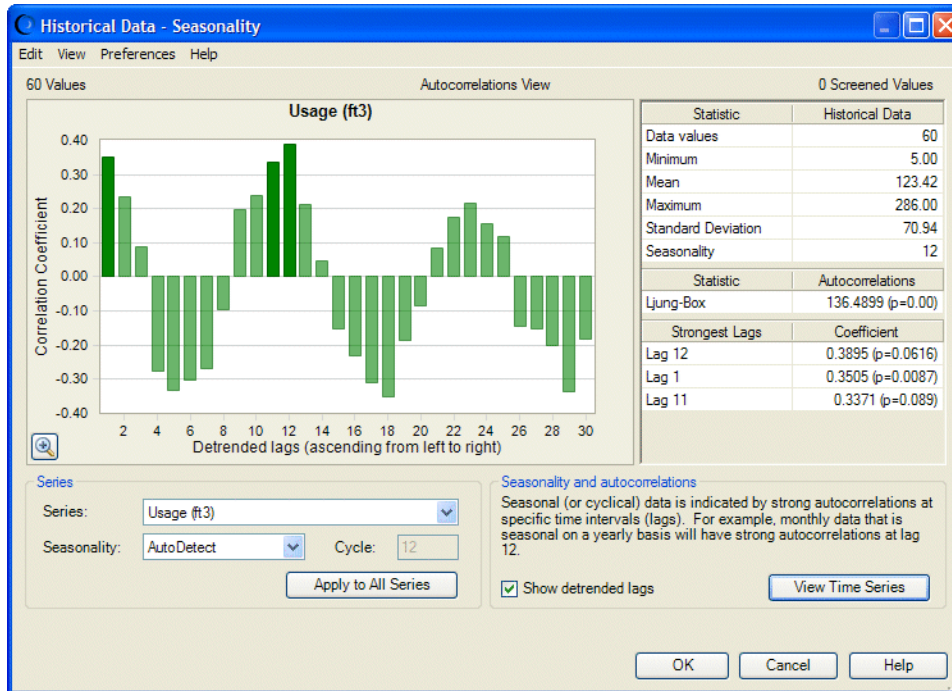 Historical Data - Seasonality
Edit View Preferences Help
60 Values Autocorrelations View 0 Screened Values
Usage (ft3)
Correlation Coefficient
0.40
0.30
0.20
0.10
0.00
-0.10
-0.20
-0.30
-0.40
2 4 6 8 10 12 14 16 18 20 22 24 26 28 30
Detrended lags (ascending from left to right)
Statistic Historical Data
Data values 60
Minimum 5.00
Mean 123.42
Maximum 286.00
Standard Deviation 70.94
Seasonality 12
Statistic Autocorrelations
Ljung-Box 136.4899 (p=0.00)
Strongest Lags Coefficient
Lag 12 0.3895 (p=0.0616)
Lag 1 0.3505 (p=0.0087)
Lag 11 0.3371 (p=0.089)
Series
Series: Usage (ft3)
Seasonality: AutoDetect Cycle: 12
Apply to All Series
Seasonality and autocorrelations
Seasonal (or cyclical) data is indicated by strong autocorrelations at
specific time intervals (lags). For example, monthly data that is
seasonal on a yearly basis will have strong autocorrelations at lag
12.
Show detrended lags View Time Series
OK Cancel Help